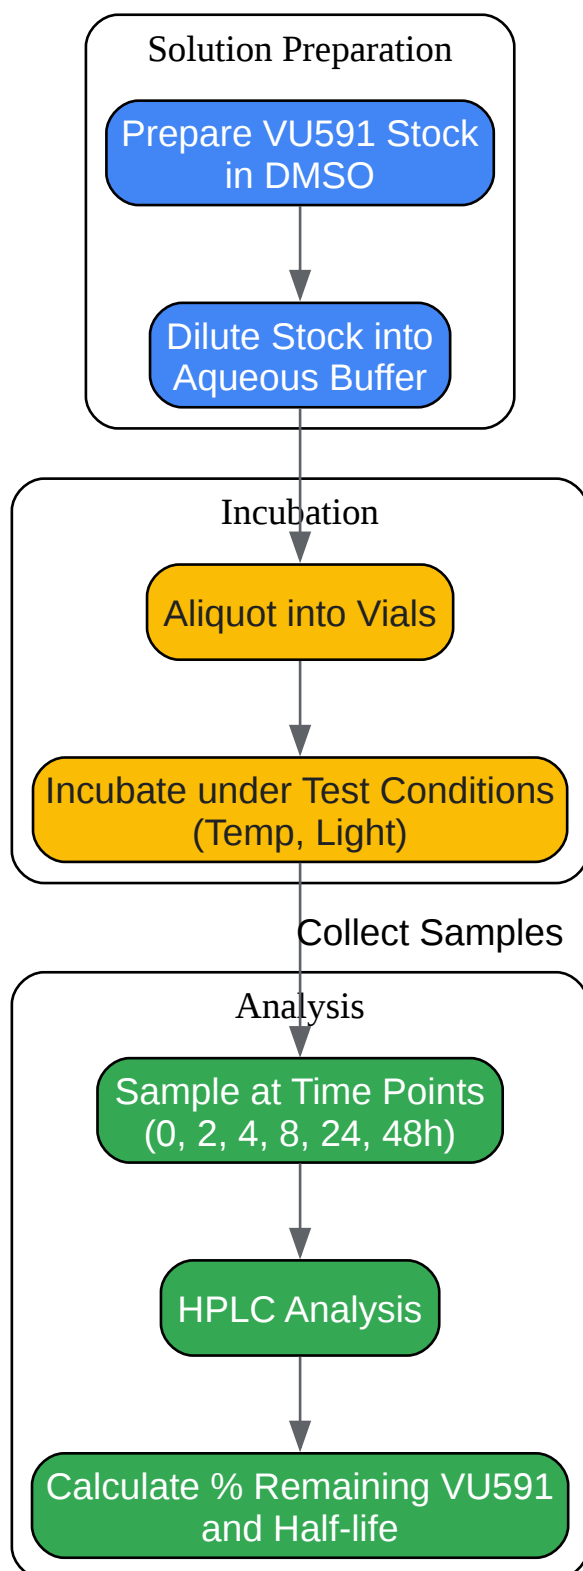 Solution Preparation
Prepare VU591 Stock
in DMSO
Dilute Stock into
Aqueous Buffer
Incubation
Aliquot into Vials
Incubate under Test Conditions
(Temp, Light)
Collect Samples
Analysis
Sample at Time Points
(0, 2, 4, 8, 24, 48h)
HPLC Analysis
Calculate % Remaining VU591
and Half-life